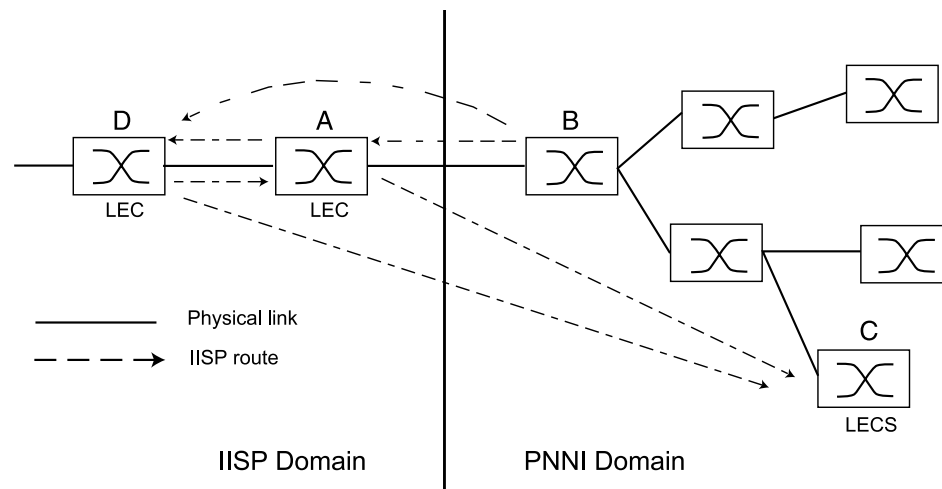 D
A
B
LEC
LEC
Physical link
IISP route
C
LECS
IISP Domain
PNNI Domain